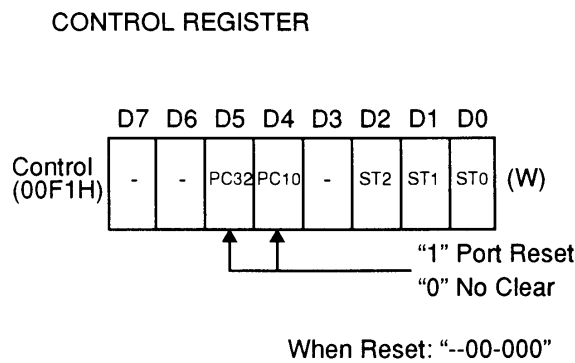 CONTROL REGISTER
D7 D6 D5 D4 D3 D2 D1 D0
Control
(00F1H)
- - PC32 PC10 - ST2 ST1 ST0 (W)
“1” Port Reset
“0” No Clear
When Reset: “--00-000”